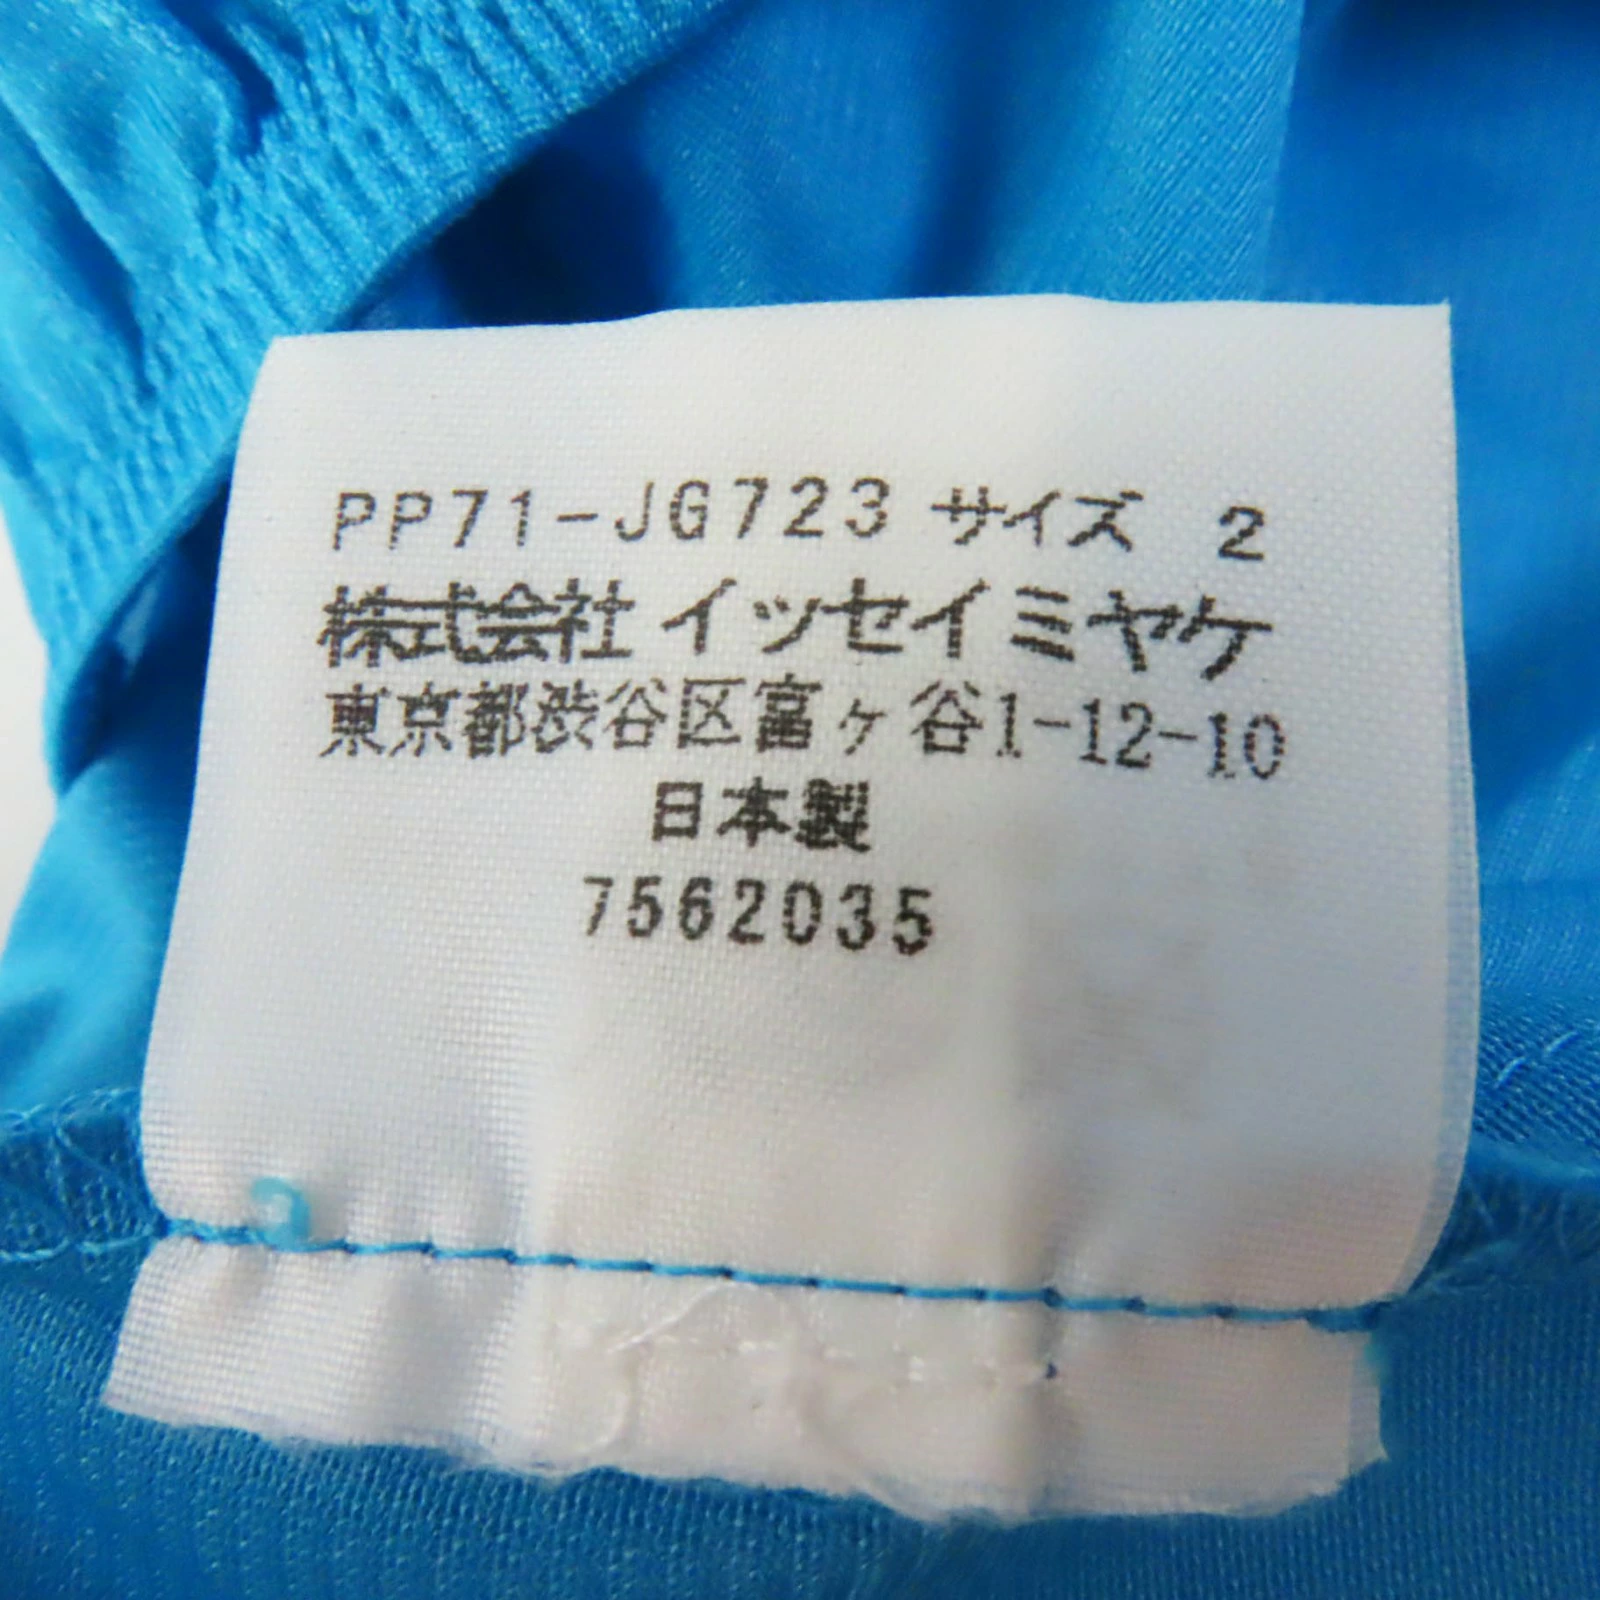 PP71-JG723 サイズ 2
株式会社 イッセイミヤケ
東京都渋谷区富ヶ谷1-12-10
日本製
7562035